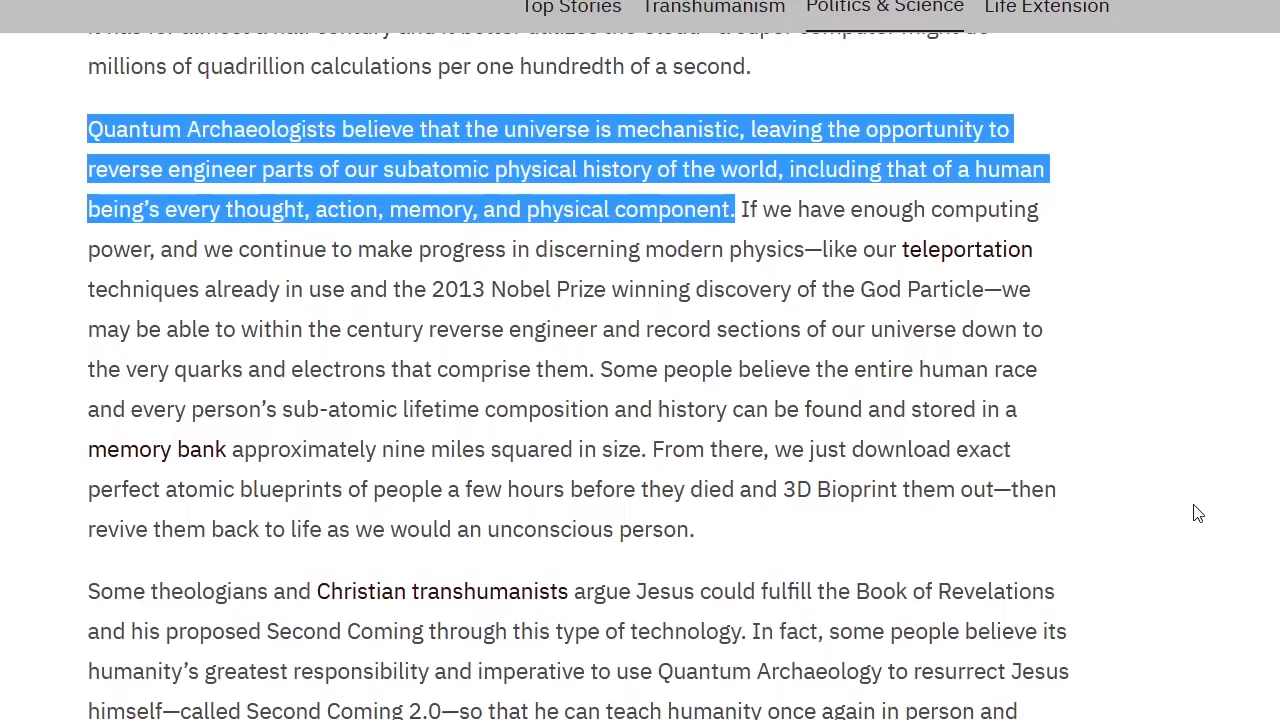 Top Stories Transhumanism Politics & Science Life Extension
millions of quadrillion calculations per one hundredth of a second.
Quantum Archaeologists believe that the universe is mechanistic, leaving the opportunity to
reverse engineer parts of our subatomic physical history of the world, including that of a human
being’s every thought, action, memory, and physical component. If we have enough computing
power, and we continue to make progress in discerning modern physics—like our teleportation
techniques already in use and the 2013 Nobel Prize winning discovery of the God Particle—we
may be able to within the century reverse engineer and record sections of our universe down to
the very quarks and electrons that comprise them. Some people believe the entire human race
and every person’s sub-atomic lifetime composition and history can be found and stored in a
memory bank approximately nine miles squared in size. From there, we just download exact
perfect atomic blueprints of people a few hours before they died and 3D Bioprint them out—then
revive them back to life as we would an unconscious person.
Some theologians and Christian transhumanists argue Jesus could fulfill the Book of Revelations
and his proposed Second Coming through this type of technology. In fact, some people believe its
humanity’s greatest responsibility and imperative to use Quantum Archaeology to resurrect Jesus
himself—called Second Coming 2.0—so that he can teach humanity once again in person and